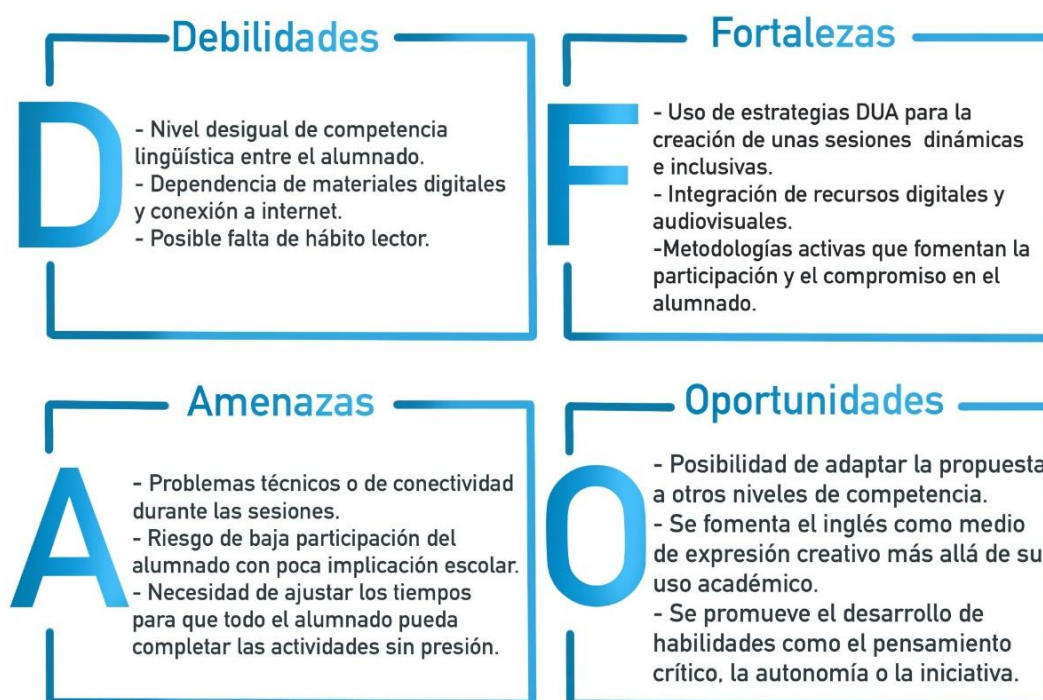 Debilidades
D
- Nivel desigual de competencia
lingüística entre el alumnado.
- Dependencia de materiales digitales
y conexión a internet.
- Posible falta de hábito lector.
Fortalezas
F
- Uso de estrategias DUA para la
creación de unas sesiones dinámicas
e inclusivas.
- Integración de recursos digitales y
audiovisuales.
-Metodologías activas que fomentan la
participación y el compromiso en el
alumnado.
Amenazas
A
- Problemas técnicos o de conectividad
durante las sesiones.
- Riesgo de baja participación del
alumnado con poca implicación escolar.
- Necesidad de ajustar los tiempos
para que todo el alumnado pueda
completar las actividades sin presión.
Oportunidades
O
- Posibilidad de adaptar la propuesta
a otros niveles de competencia.
- Se fomenta el inglés como medio
de expresión creativo más allá de su
uso académico.
- Se promueve el desarrollo de
habilidades como el pensamiento
crítico, la autonomía o la iniciativa.